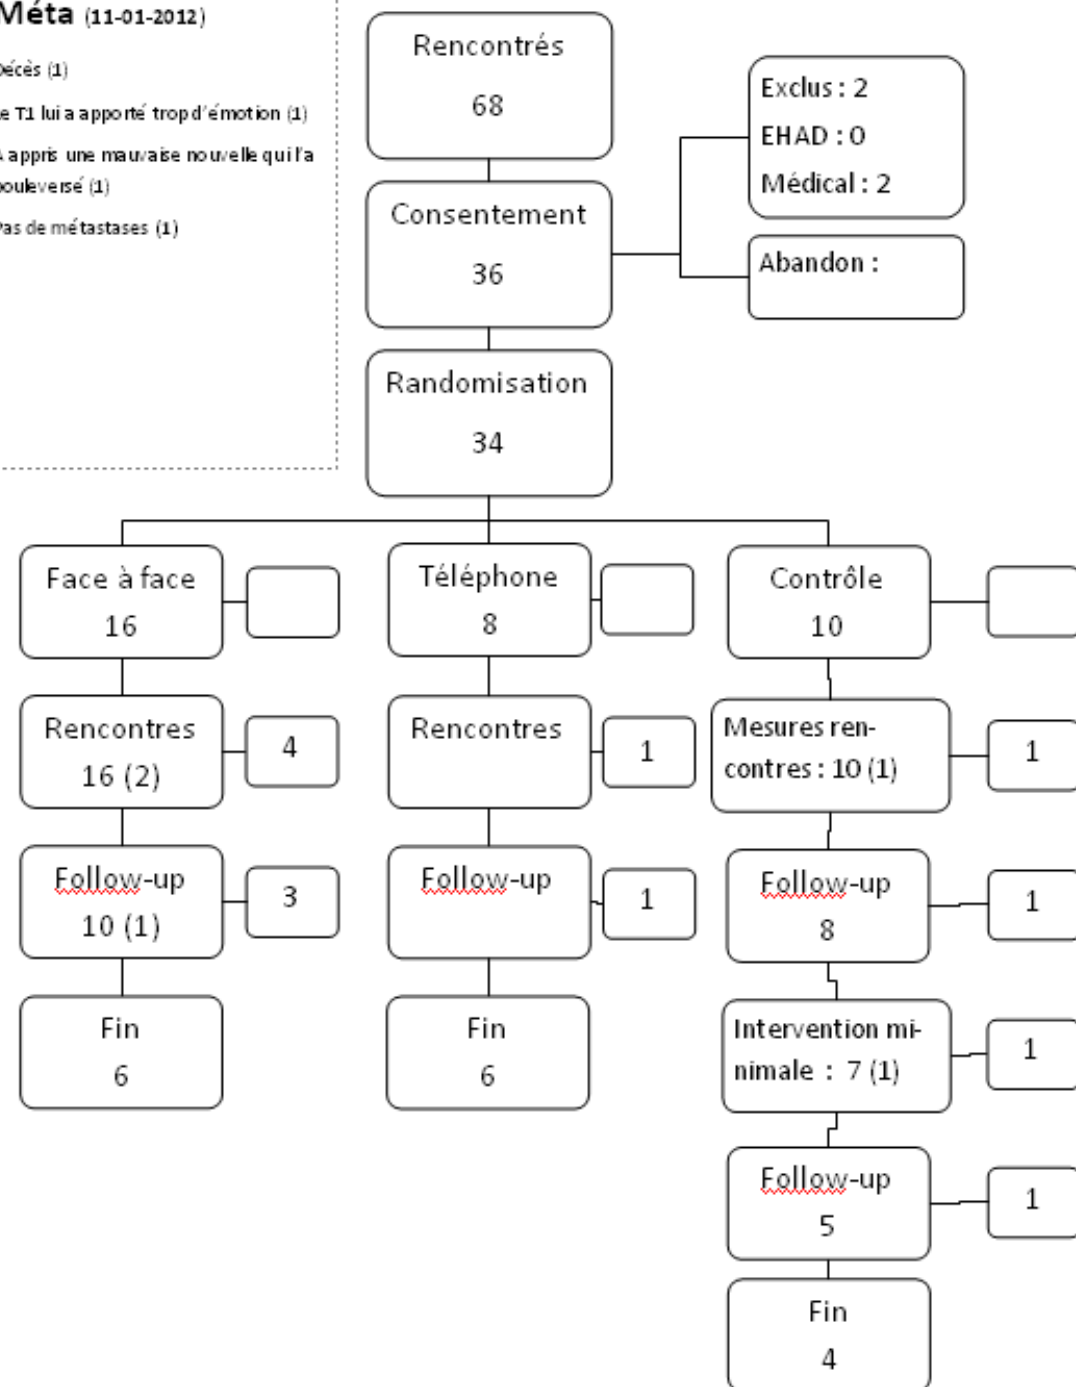 Méta (11-01-2012)
Décès (1)
e T1 lui a apporté trop d'émotion (1)
A appris une mauvaise nouvelle qui l'a
bouleversé (1)
Pas de métastases (1)
Rencontrés
68
Exclus : 2
EHAD : 0
Médical : 2
Consentement
36
Abandon :
Randomisation
34
Face à face
16
Téléphone
8
Contrôle
10
Rencontres
16 (2)
4
Rencontres
1
Mesures ren-
contres : 10 (1)
1
Follow-up
10 (1)
3
Follow-up
1
Follow-up
8
1
Fin
6
Fin
6
Intervention mi-
nimale : 7 (1)
1
Follow-up
5
1
Fin
4